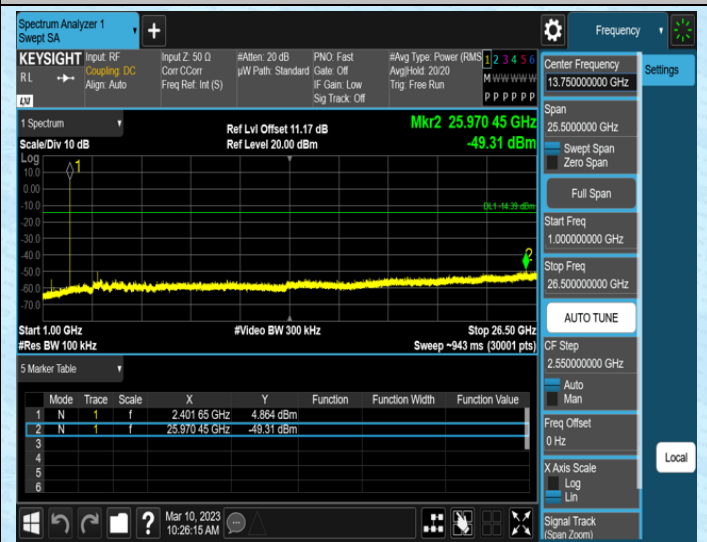 Spectrum Analyzer 1
Swept SA
Frequency
KEYSIGHT
Input: RF
Coupling: DC
Align: Auto
Input Z: 50 Ω
Corr CCorr
Freq Ref: Int (S)
#Atten: 20 dB
µW Path: Standard
PNO: Fast
Gate: Off
IF Gain: Low
Sig Track: Off
#Avg Type: Power (RMS
Avg|Hold: 20/20
Trig: Free Run
1 2 3 4 5 6
M W W W W W
P P P P P P
R L
LXI
1 Spectrum
Scale/Div 10 dB
Ref Lvl Offset 11.17 dB
Ref Level 20.00 dBm
Mkr2 25.970 45 GHz
-49.31 dBm
Log
10.0
0.00
-10.0
-20.0
-30.0
-40.0
-50.0
-60.0
-70.0
1
DL1 -14.39 dBm
2
Start 1.00 GHz
#Res BW 100 kHz
#Video BW 300 kHz
Stop 26.50 GHz
Sweep ~943 ms (30001 pts)
5 Marker Table
Mode Trace Scale X Y Function Function Width Function Value
1 N 1 f 2.401 65 GHz 4.864 dBm
2 N 1 f 25.970 45 GHz -49.31 dBm
3
4
5
6
Mar 10, 2023
10:26:15 AM
Center Frequency
13.750000000 GHz
Settings
Span
25.5000000 GHz
Swept Span
Zero Span
Full Span
Start Freq
1.000000000 GHz
Stop Freq
26.500000000 GHz
AUTO TUNE
CF Step
2.550000000 GHz
Auto
Man
Freq Offset
0 Hz
Local
X Axis Scale
Log
Lin
Signal Track
(Span Zoom)